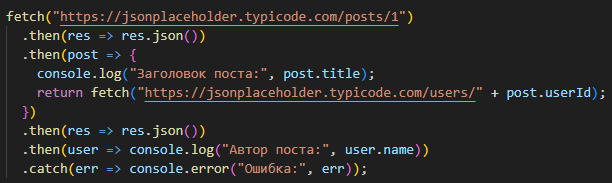 fetch("https://jsonplaceholder.typicode.com/posts/1")
  .then(res => res.json())
  .then(post => {
    console.log("Заголовок поста:", post.title);
    return fetch("https://jsonplaceholder.typicode.com/users/" + post.userId);
  })
  .then(res => res.json())
  .then(user => console.log("Автор поста:", user.name))
  .catch(err => console.error("Ошибка:", err));